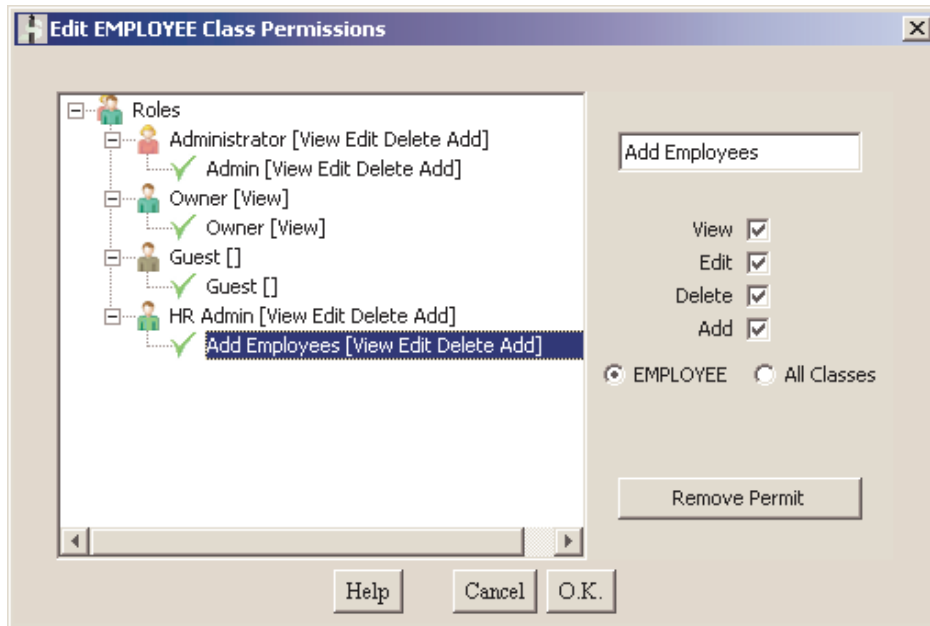 Edit EMPLOYEE Class Permissions
Roles
Administrator [View Edit Delete Add]
Admin [View Edit Delete Add]
Owner [View]
Owner [View]
Guest []
Guest []
HR Admin [View Edit Delete Add]
Add Employees [View Edit Delete Add]
Add Employees
View
Edit
Delete
Add
EMPLOYEE All Classes
Remove Permit
Help Cancel O.K.